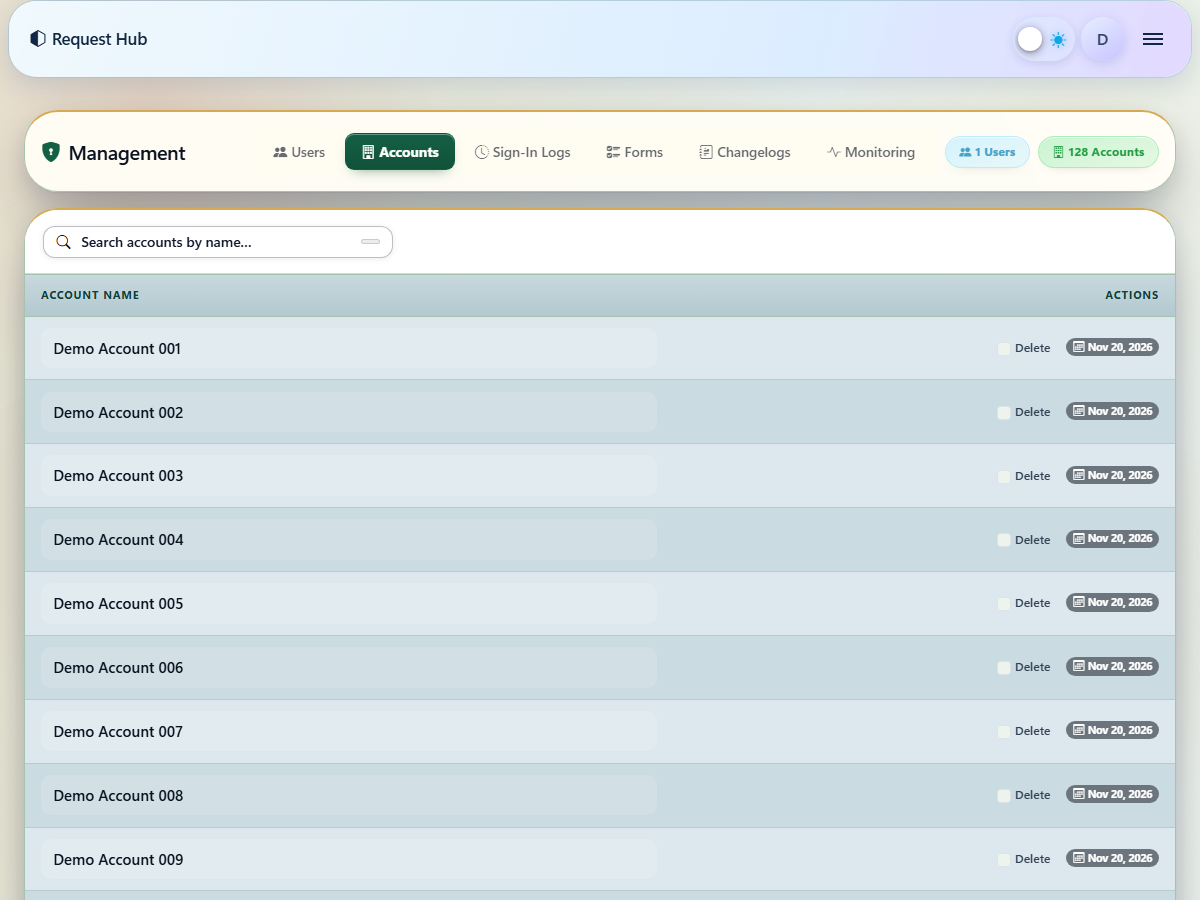 Request Hub
D
Management
Users
Accounts
Sign-In Logs
Forms
Changelogs
Monitoring
1 Users
128 Accounts
Search accounts by name...
ACCOUNT NAME ACTIONS
Demo Account 001 Delete Nov 20, 2026
Demo Account 002 Delete Nov 20, 2026
Demo Account 003 Delete Nov 20, 2026
Demo Account 004 Delete Nov 20, 2026
Demo Account 005 Delete Nov 20, 2026
Demo Account 006 Delete Nov 20, 2026
Demo Account 007 Delete Nov 20, 2026
Demo Account 008 Delete Nov 20, 2026
Demo Account 009 Delete Nov 20, 2026